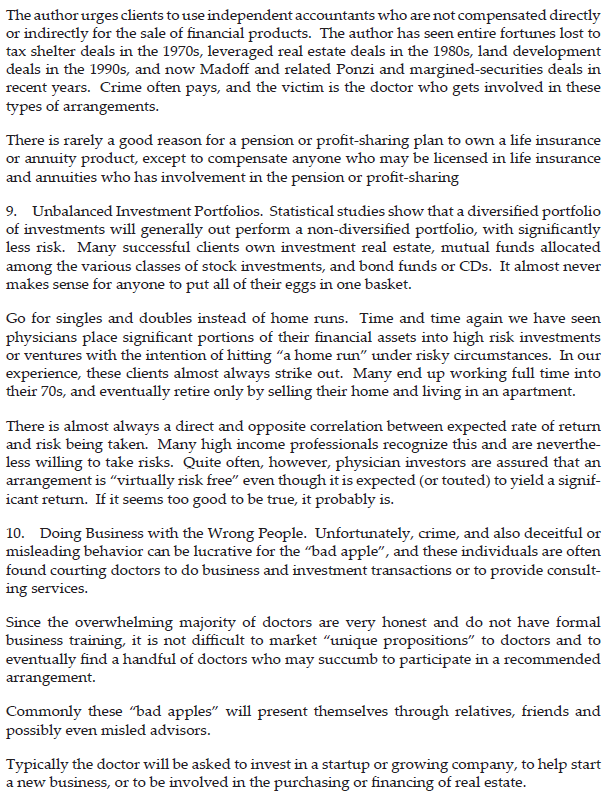 The author urges clients to use independent accountants who are not compensated directly
or indirectly for the sale of financial products.  The author has seen entire fortunes lost to
tax shelter deals in the 1970s, leveraged real estate deals in the 1980s, land development
deals in the 1990s, and now Madoff and related Ponzi and margined-securities deals in
recent years.  Crime often pays, and the victim is the doctor who gets involved in these
types of arrangements.
There is rarely a good reason for a pension or profit-sharing plan to own a life insurance
or annuity product, except to compensate anyone who may be licensed in life insurance
and annuities who has involvement in the pension or profit-sharing
9.    Unbalanced Investment Portfolios.  Statistical studies show that a diversified portfolio
of investments will generally out perform a non-diversified portfolio, with significantly
less risk.  Many successful clients own investment real estate, mutual funds allocated
among the various classes of stock investments, and bond funds or CDs.  It almost never
makes sense for anyone to put all of their eggs in one basket.
Go for singles and doubles instead of home runs.  Time and time again we have seen
physicians place significant portions of their financial assets into high risk investments
or ventures with the intention of hitting “a home run” under risky circumstances.  In our
experience, these clients almost always strike out.  Many end up working full time into
their 70s, and eventually retire only by selling their home and living in an apartment.
There is almost always a direct and opposite correlation between expected rate of return
and risk being taken.  Many high income professionals recognize this and are neverthe-
less willing to take risks.  Quite often, however, physician investors are assured that an
arrangement is “virtually risk free” even though it is expected (or touted) to yield a signif-
icant return.  If it seems too good to be true, it probably is.
10.    Doing Business with the Wrong People.  Unfortunately, crime, and also deceitful or
misleading behavior can be lucrative for the “bad apple”, and these individuals are often
found courting doctors to do business and investment transactions or to provide consult-
ing services.
Since the overwhelming majority of doctors are very honest and do not have formal
business training, it is not difficult to market “unique propositions” to doctors and to
eventually find a handful of doctors who may succumb to participate in a recommended
arrangement.
Commonly these “bad apples” will present themselves through relatives, friends and
possibly even misled advisors.
Typically the doctor will be asked to invest in a startup or growing company, to help start
a new business, or to be involved in the purchasing or financing of real estate.